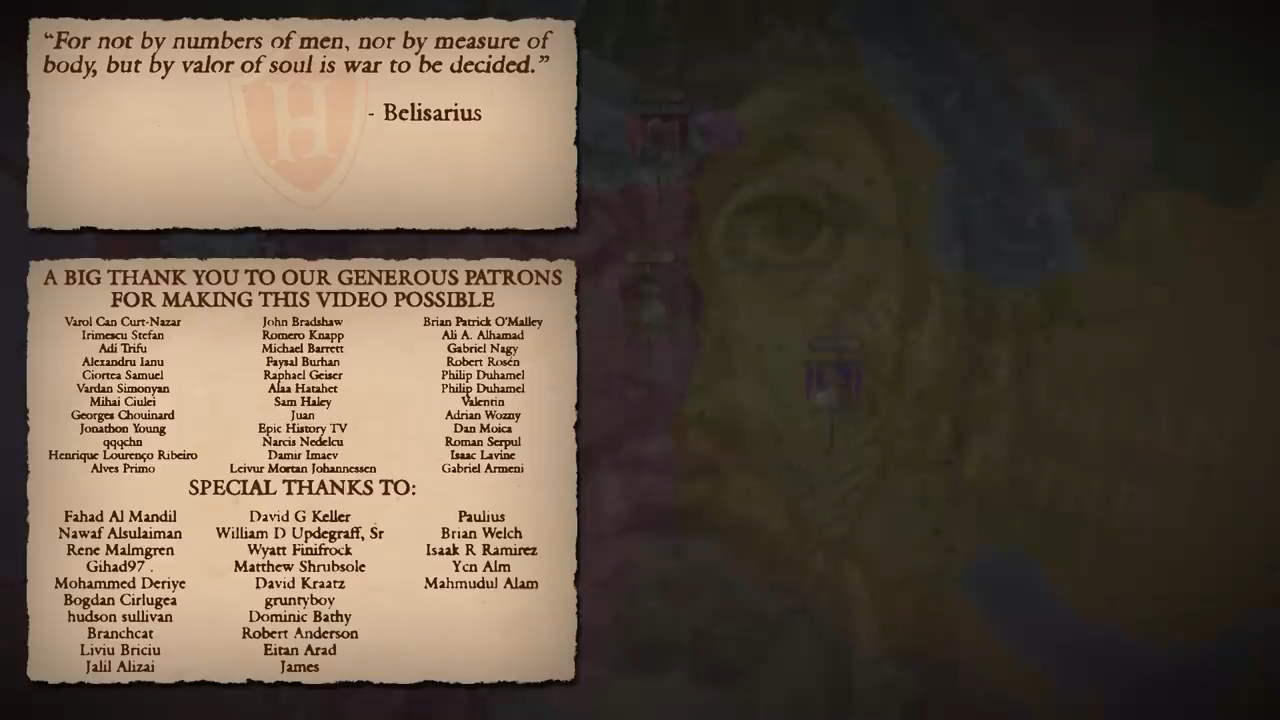 “For not by numbers of men, nor by measure of
body, but by valor of soul is war to be decided.”
- Belisarius
H
A BIG THANK YOU TO OUR GENEROUS PATRONS
FOR MAKING THIS VIDEO POSSIBLE
Varol Can Curt-Nazar
Irimescu Stefan
Adi Trifu
Alexandru Ianu
Ciortea Samuel
Vardan Simonyan
Mihai Ciulei
Georges Chouinard
Jonathon Young
qqqchn
Henrique Lourenço Ribeiro
Alves Primo
John Bradshaw
Romero Knapp
Michael Barrett
Faysal Burhan
Raphael Geiser
Alaa Hatahet
Sam Haley
Juan
Epic History TV
Narcis Nedelcu
Damir Imaev
Leivur Mortan Johannessen
Brian Patrick O'Malley
Ali A. Alhamad
Gabriel Nagy
Robert Rosén
Philip Duhamel
Philip Duhamel
Valentin
Adrian Wozny
Dan Moica
Roman Serpul
Isaac Lavine
Gabriel Armeni
SPECIAL THANKS TO:
Fahad Al Mandil
Nawaf Alsulaiman
Rene Malmgren
Gihad97 .
Mohammed Deriye
Bogdan Cirlugea
hudson sullivan
Branchcat
Liviu Briciu
Jalil Alizai
David G Keller
William D Updegraff, Sr
Wyatt Finifrock
Matthew Shrubsole
David Kraatz
gruntyboy
Dominic Bathy
Robert Anderson
Eitan Arad
James
Paulius
Brian Welch
Isaak R Ramirez
Ycn Alm
Mahmudul Alam